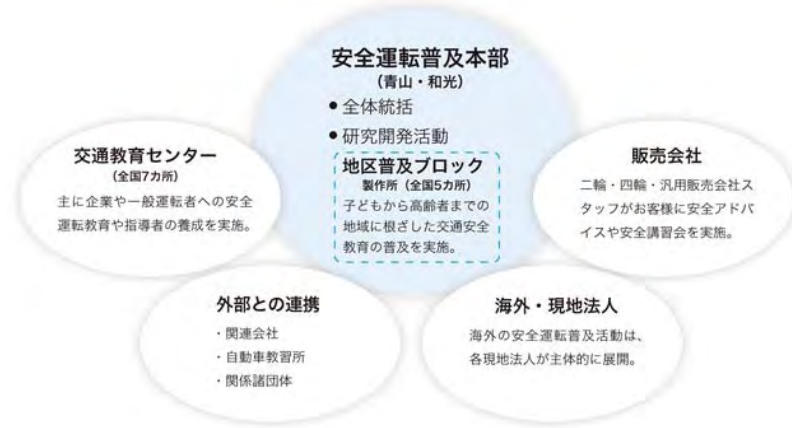 安全運転普及本部
(青山・和光)
● 全体統括
● 研究開発活動
地区普及ブロック
製作所（全国5カ所）
子どもから高齢者までの
地域に根ざした交通安全
教育の普及を実施。
交通教育センター
(全国7カ所)
主に企業や一般運転者への安全
運転教育や指導者の養成を実施。
販売会社
二輪・四輪・汎用販売会社ス
タッフがお客様に安全アドバ
イスや安全講習会を実施。
外部との連携
・関連会社
・自動車教習所
・関係諸団体
海外・現地法人
海外の安全運転普及活動は、
各現地法人が主体的に展開。